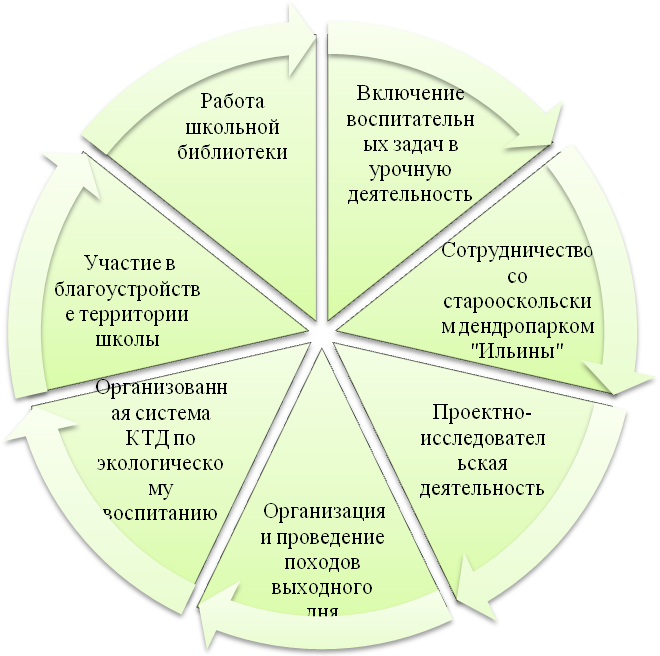 Включение
воспитательн
ых задач в
урочную
деятельность
Сотрудничество
со
старооскольски
м дендропарком
"Ильины"
Проектно-
исследовател
ьская
деятельность
Организация
и проведение
походов
выходного
дня
Организованн
ая система
КТД по
экологическо
му
воспитанию
Участие в
благоустройств
е территории
школы
Работа
школьной
библиотеки